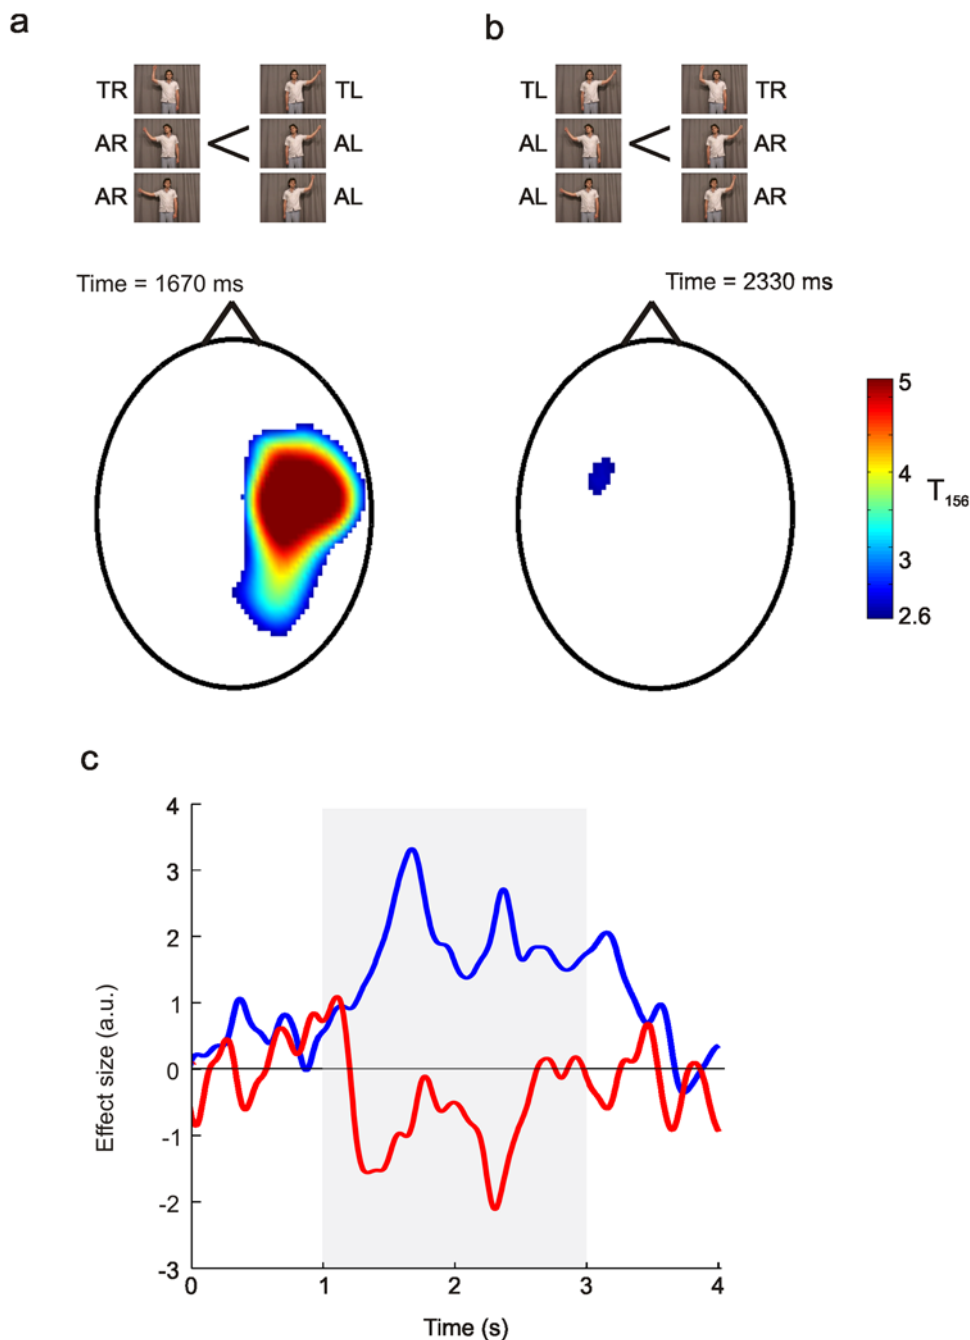 a
b
TR TL
AR < AL
AR AL
TL TR
AL < AR
AL AR
Time = 1670 ms
Time = 2330 ms
5
4
3
2.6
T156
c
4
3
2
1
0
-1
-2
-3
Effect size (a.u.)
0 1 2 3 4
Time (s)